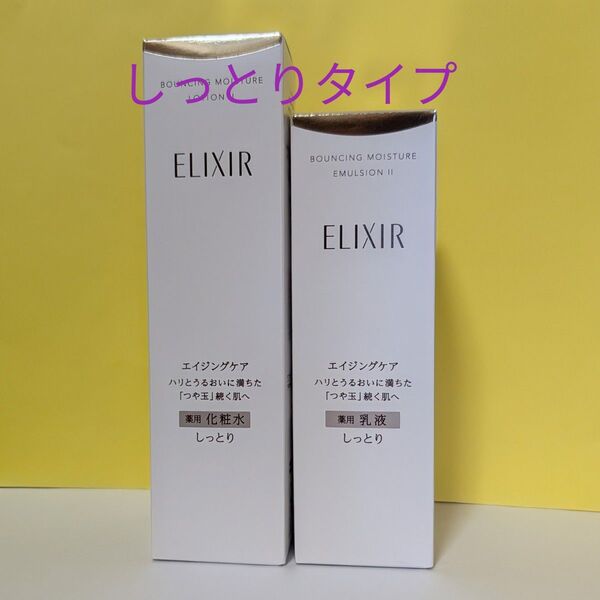 しっとりタイプ
BOUNCING MOISTURE
LOTION II
ELIXIR
エイジングケア
ハリとうるおいに満ちた
「つや玉」続く肌へ
薬用 化粧水
しっとり
BOUNCING MOISTURE
EMULSION II
ELIXIR
エイジングケア
ハリとうるおいに満ちた
「つや玉」続く肌へ
薬用 乳液
しっとり